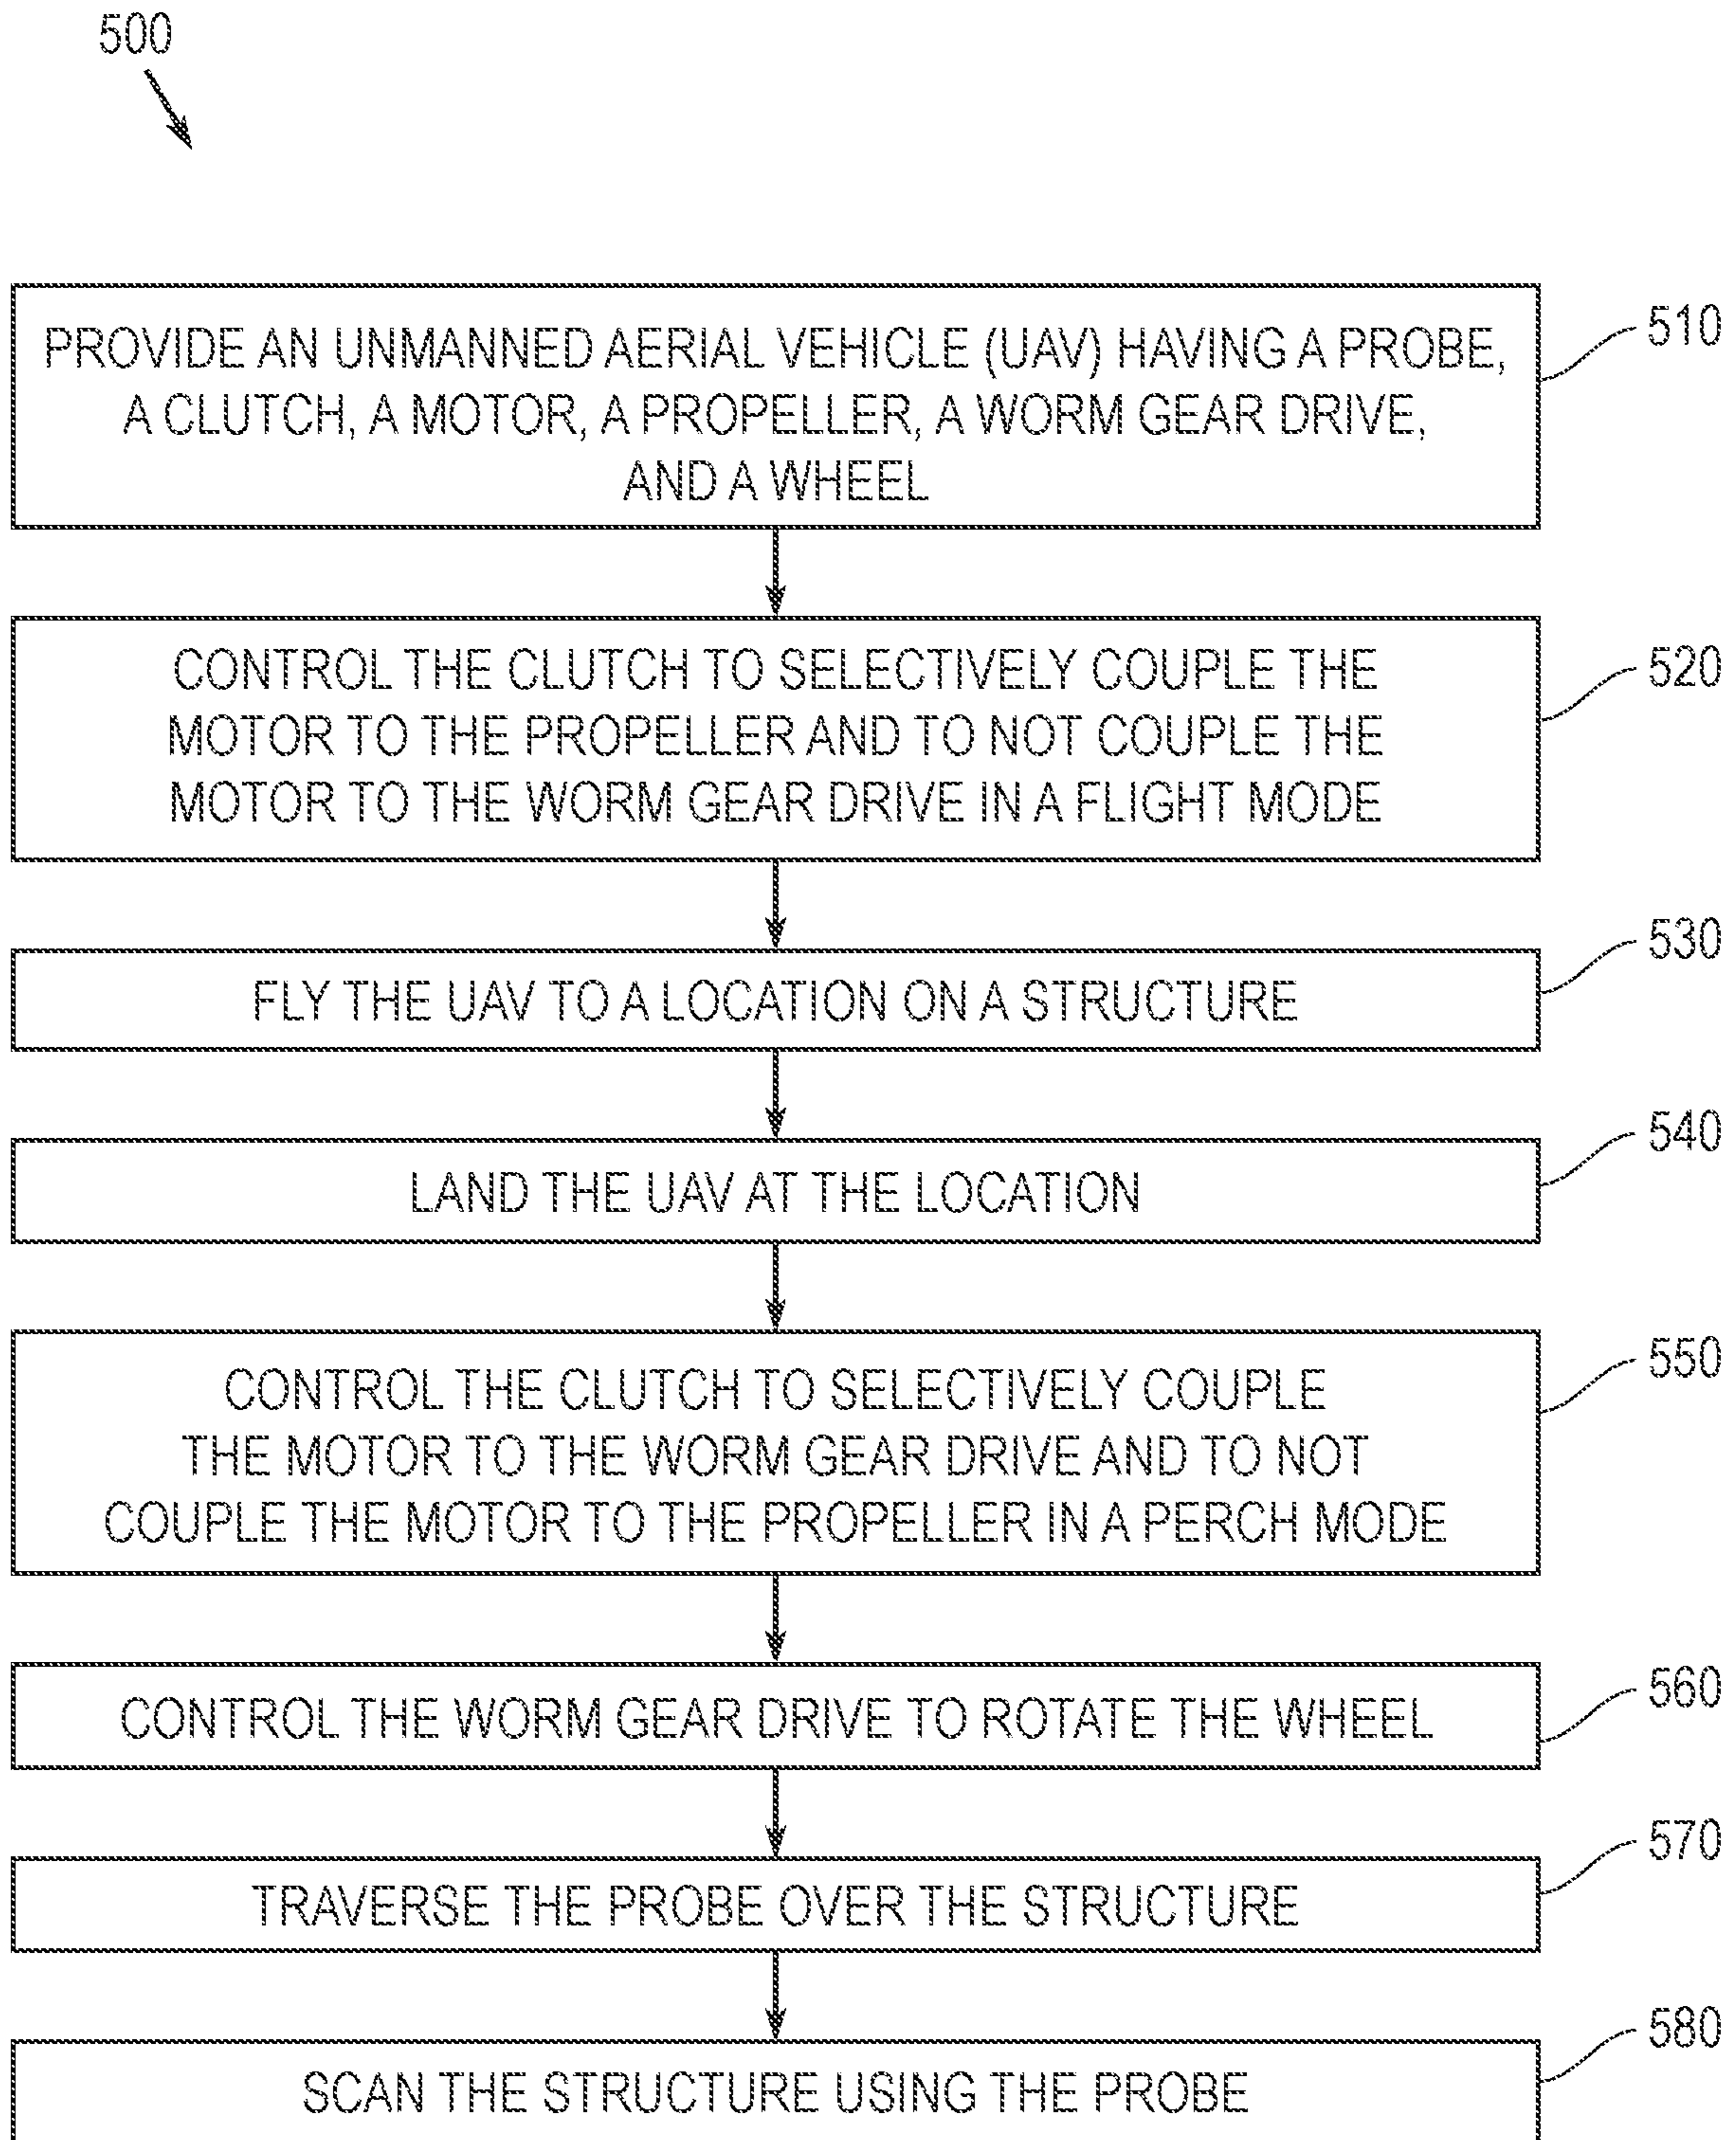 500
PROVIDE AN UNMANNED AERIAL VEHICLE (UAV) HAVING A PROBE,
A CLUTCH, A MOTOR, A PROPELLER, A WORM GEAR DRIVE,
AND A WHEEL
510
CONTROL THE CLUTCH TO SELECTIVELY COUPLE THE
MOTOR TO THE PROPELLER AND TO NOT COUPLE THE
MOTOR TO THE WORM GEAR DRIVE IN A FLIGHT MODE
520
FLY THE UAV TO A LOCATION ON A STRUCTURE
530
LAND THE UAV AT THE LOCATION
540
CONTROL THE CLUTCH TO SELECTIVELY COUPLE
THE MOTOR TO THE WORM GEAR DRIVE AND TO NOT
COUPLE THE MOTOR TO THE PROPELLER IN A PERCH MODE
550
CONTROL THE WORM GEAR DRIVE TO ROTATE THE WHEEL
560
TRAVERSE THE PROBE OVER THE STRUCTURE
570
SCAN THE STRUCTURE USING THE PROBE
580